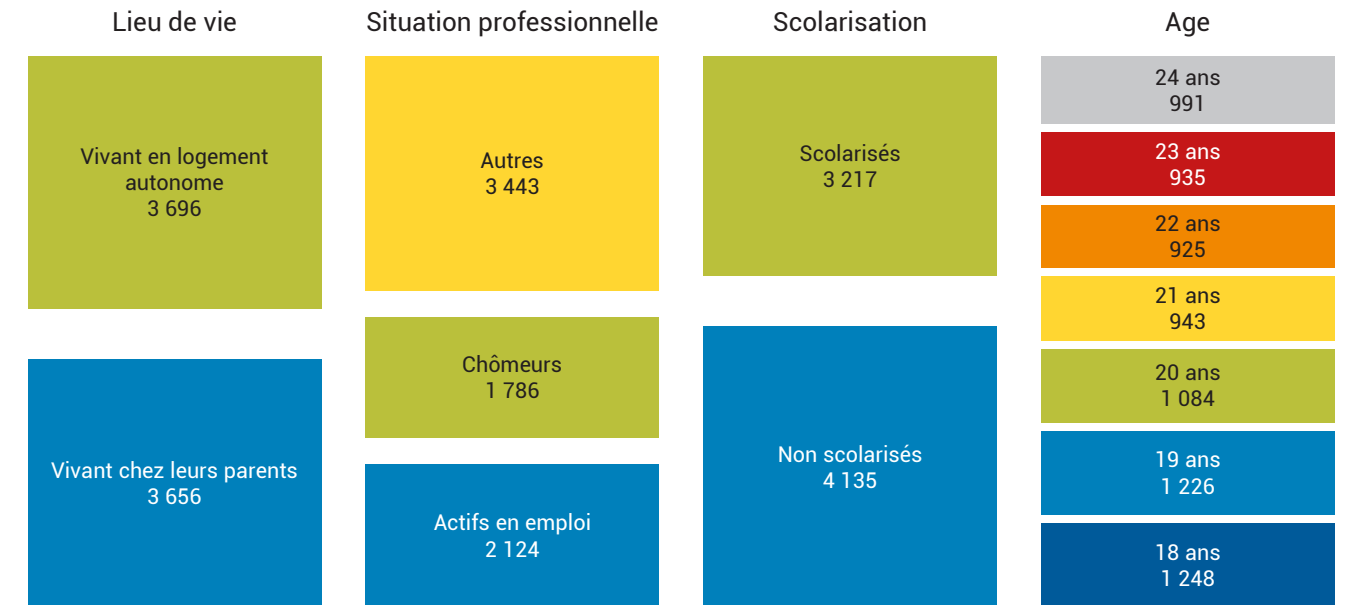 Lieu de vie
Vivant en logement
autonome
3 696
Vivant chez leurs parents
3 656
Situation professionnelle
Autres
3 443
Chômeurs
1 786
Actifs en emploi
2 124
Scolarisation
Scolarisés
3 217
Non scolarisés
4 135
Age
24 ans
991
23 ans
935
22 ans
925
21 ans
943
20 ans
1 084
19 ans
1 226
18 ans
1 248